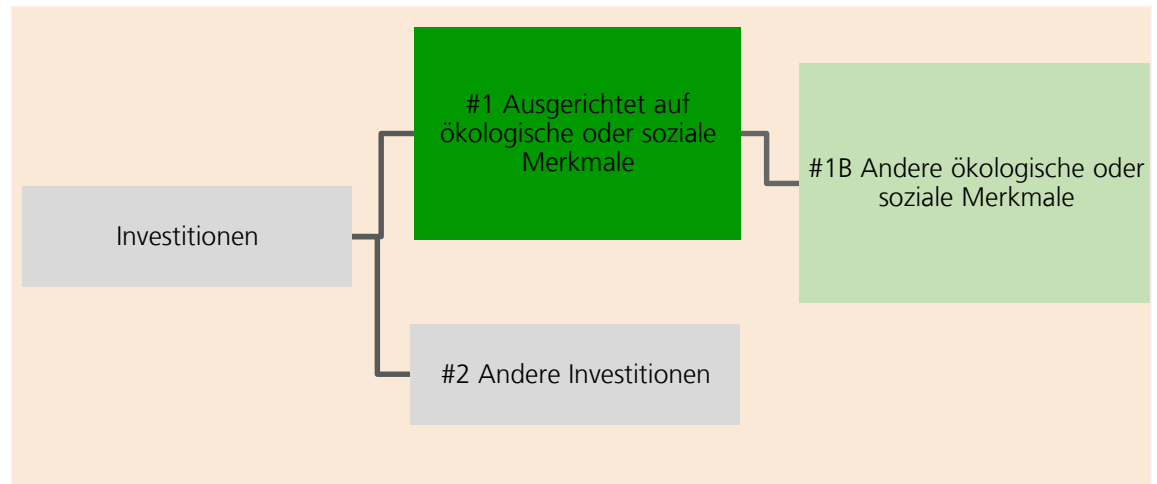 Investitionen
#1 Ausgerichtet auf
ökologische oder soziale
Merkmale
#1B Andere ökologische oder
soziale Merkmale
#2 Andere Investitionen